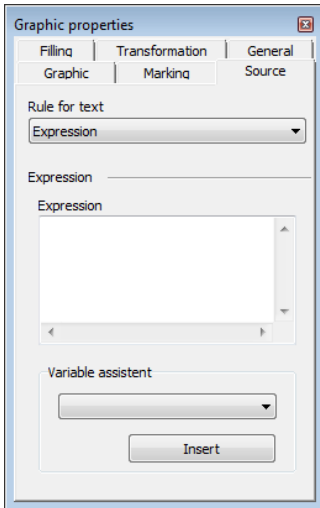 Graphic properties
Filling Transformation General
Graphic Marking Source
Rule for text
Expression
Expression
Expression
Variable assistent
Insert